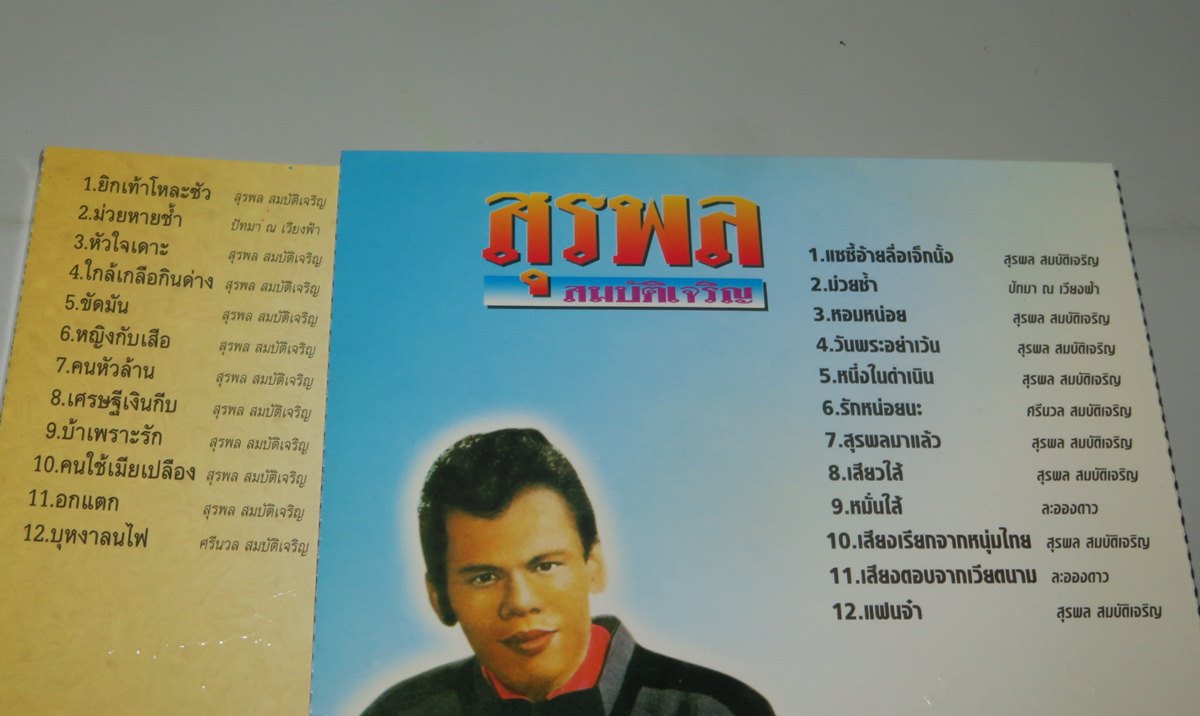 1.ยิกเท้าโหละซัว สุรพล สมบัติเจริญ
2.ม่วยหายช้ำ ปัทมา ณ เวียงฟ้า
3.หัวใจเดาะ สุรพล สมบัติเจริญ
4.ใกล้เกลือกินด่าง สุรพล สมบัติเจริญ
5.ขัดมัน สุรพล สมบัติเจริญ
6.หญิงกับเสือ สุรพล สมบัติเจริญ
7.คนหัวล้าน สุรพล สมบัติเจริญ
8.เศรษฐีเงินกีบ สุรพล สมบัติเจริญ
9.บ้าเพราะรัก สุรพล สมบัติเจริญ
10.คนใช้เมียเปลือง สุรพล สมบัติเจริญ
11.อกแตก สุรพล สมบัติเจริญ
12.บุหงาลนไฟ ศรีนวล สมบัติเจริญ
สุรพล
สมบัติเจริญ
1.แซซี้อ้ายลื่อเจ็กนั้ง สุรพล สมบัติเจริญ
2.ม่วยช้ำ ปัทมา ณ เวียงฟ้า
3.หอมหน่อย สุรพล สมบัติเจริญ
4.วันพระอย่าเว้น สุรพล สมบัติเจริญ
5.หนึ่งในดำเนิน สุรพล สมบัติเจริญ
6.รักหน่อยนะ ศรีนวล สมบัติเจริญ
7.สุรพลมาแล้ว สุรพล สมบัติเจริญ
8.เสียวไส้ สุรพล สมบัติเจริญ
9.หมั่นไส้ ละอองดาว
10.เสียงเรียกจากหนุ่มไทย สุรพล สมบัติเจริญ
11.เสียงตอบจากเวียดนาม ละอองดาว
12.แฟนจ๋า สุรพล สมบัติเจริญ